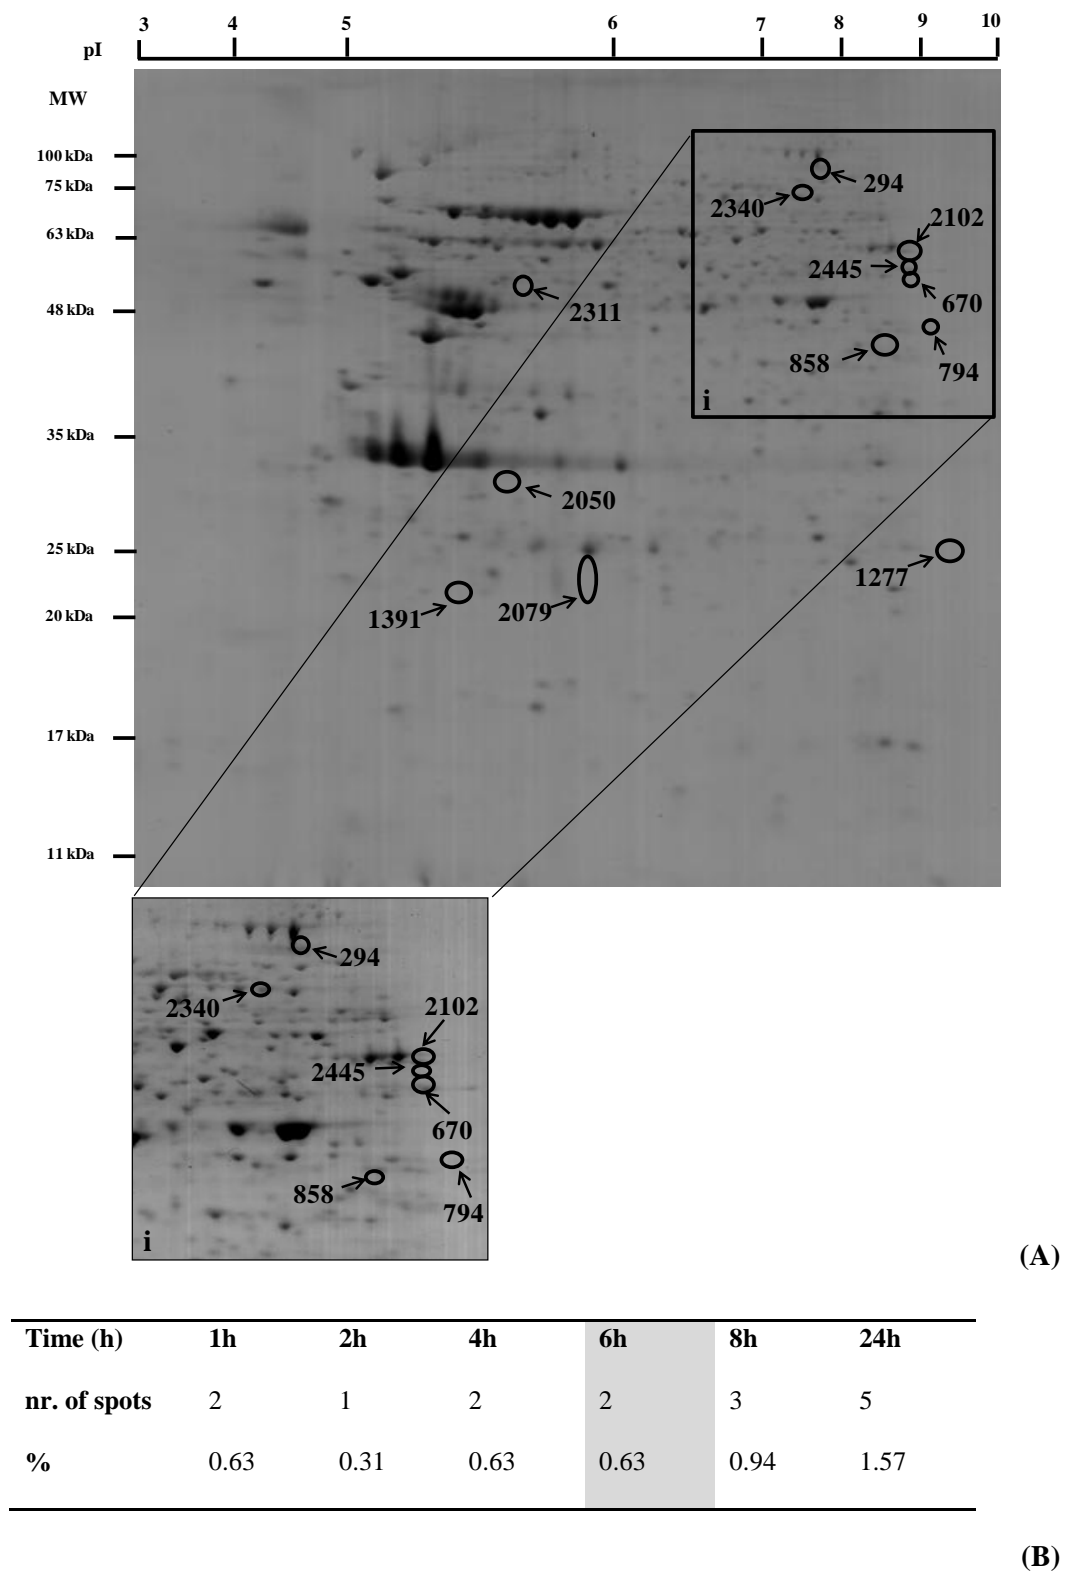 3 4 5 6 7 8 9 10
pI
MW
100 kDa
75 kDa
63 kDa
48 kDa
35 kDa
25 kDa
20 kDa
17 kDa
11 kDa
294
2340
2102
2445
670
858
794
i
2311
2050
1277
1391
2079
294
2340
2102
2445
670
858
794
i
(A)
Time (h) 1h 2h 4h 6h 8h 24h
nr. of spots 2 1 2 2 3 5
% 0.63 0.31 0.63 0.63 0.94 1.57
(B)